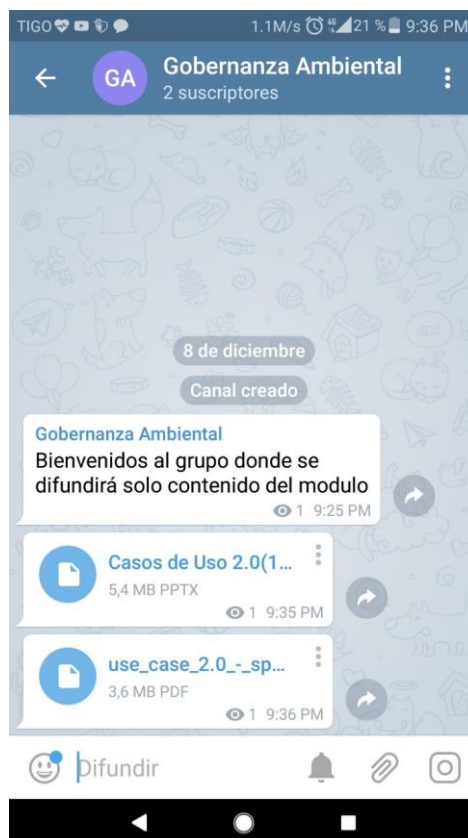 TIGO 1.1M/s 4G 21 % 9:36 PM
GA
Gobernanza Ambiental
2 suscriptores
8 de diciembre
Canal creado
Gobernanza Ambiental
Bienvenidos al grupo donde se
difundirá solo contenido del modulo
1 9:25 PM
Casos de Uso 2.0(1...
5,4 MB PPTX
1 9:35 PM
use_case_2.0_-_sp...
3,6 MB PDF
1 9:36 PM
Difundir